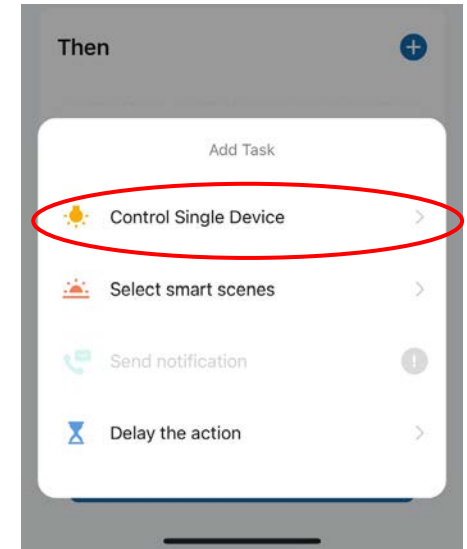 Then
Add Task
Control Single Device
Select smart scenes
Send notification
Delay the action